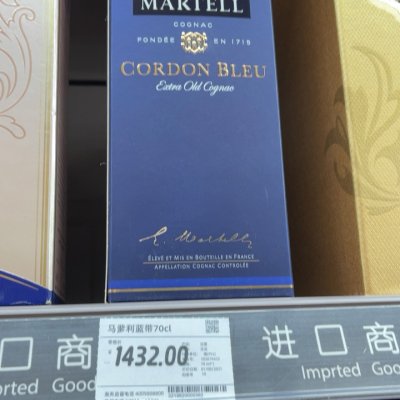 MARTELL
COGNAC
FONDÉE EN 1715
CORDON BLEU
Extra Old Cognac
J. Martell
ÉLEVÉ ET MIS EN BOUTEILLE EN FRANCE
APPELLATION COGNAC CONTRÔLÉE
马爹利蓝带70cl
1432.00
口 商
进 口 商
Imprted Good
Imprted Goo